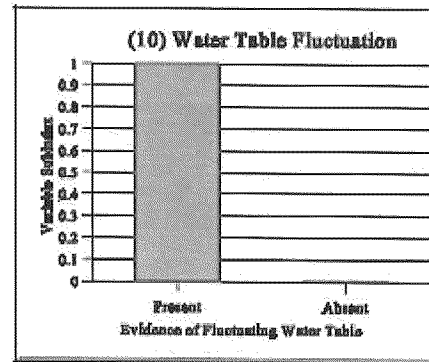 (10) Water Table Fluctuation
Variable Subindex
1
0.9
0.8
0.7
0.6
0.5
0.4
0.3
0.2
0.1
0
Present
Absent
Evidence of Fluctuating Water Table